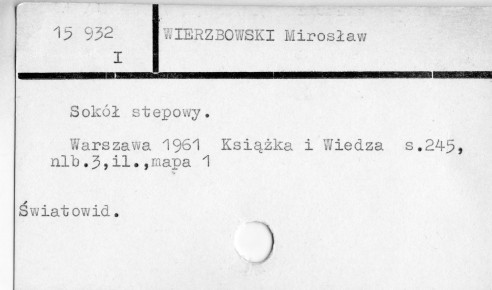 15 932
I
WIERZBOWSKI Mirosław
Sokół stepowy.
Warszawa 1961 Książka i Wiedza s.245,
nlb.3,il.,mapa 1
Światowid.